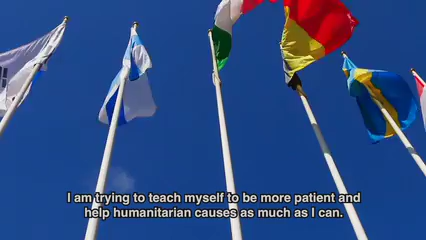 I am trying to teach myself to be more patient and
help humanitarian causes as much as I can.